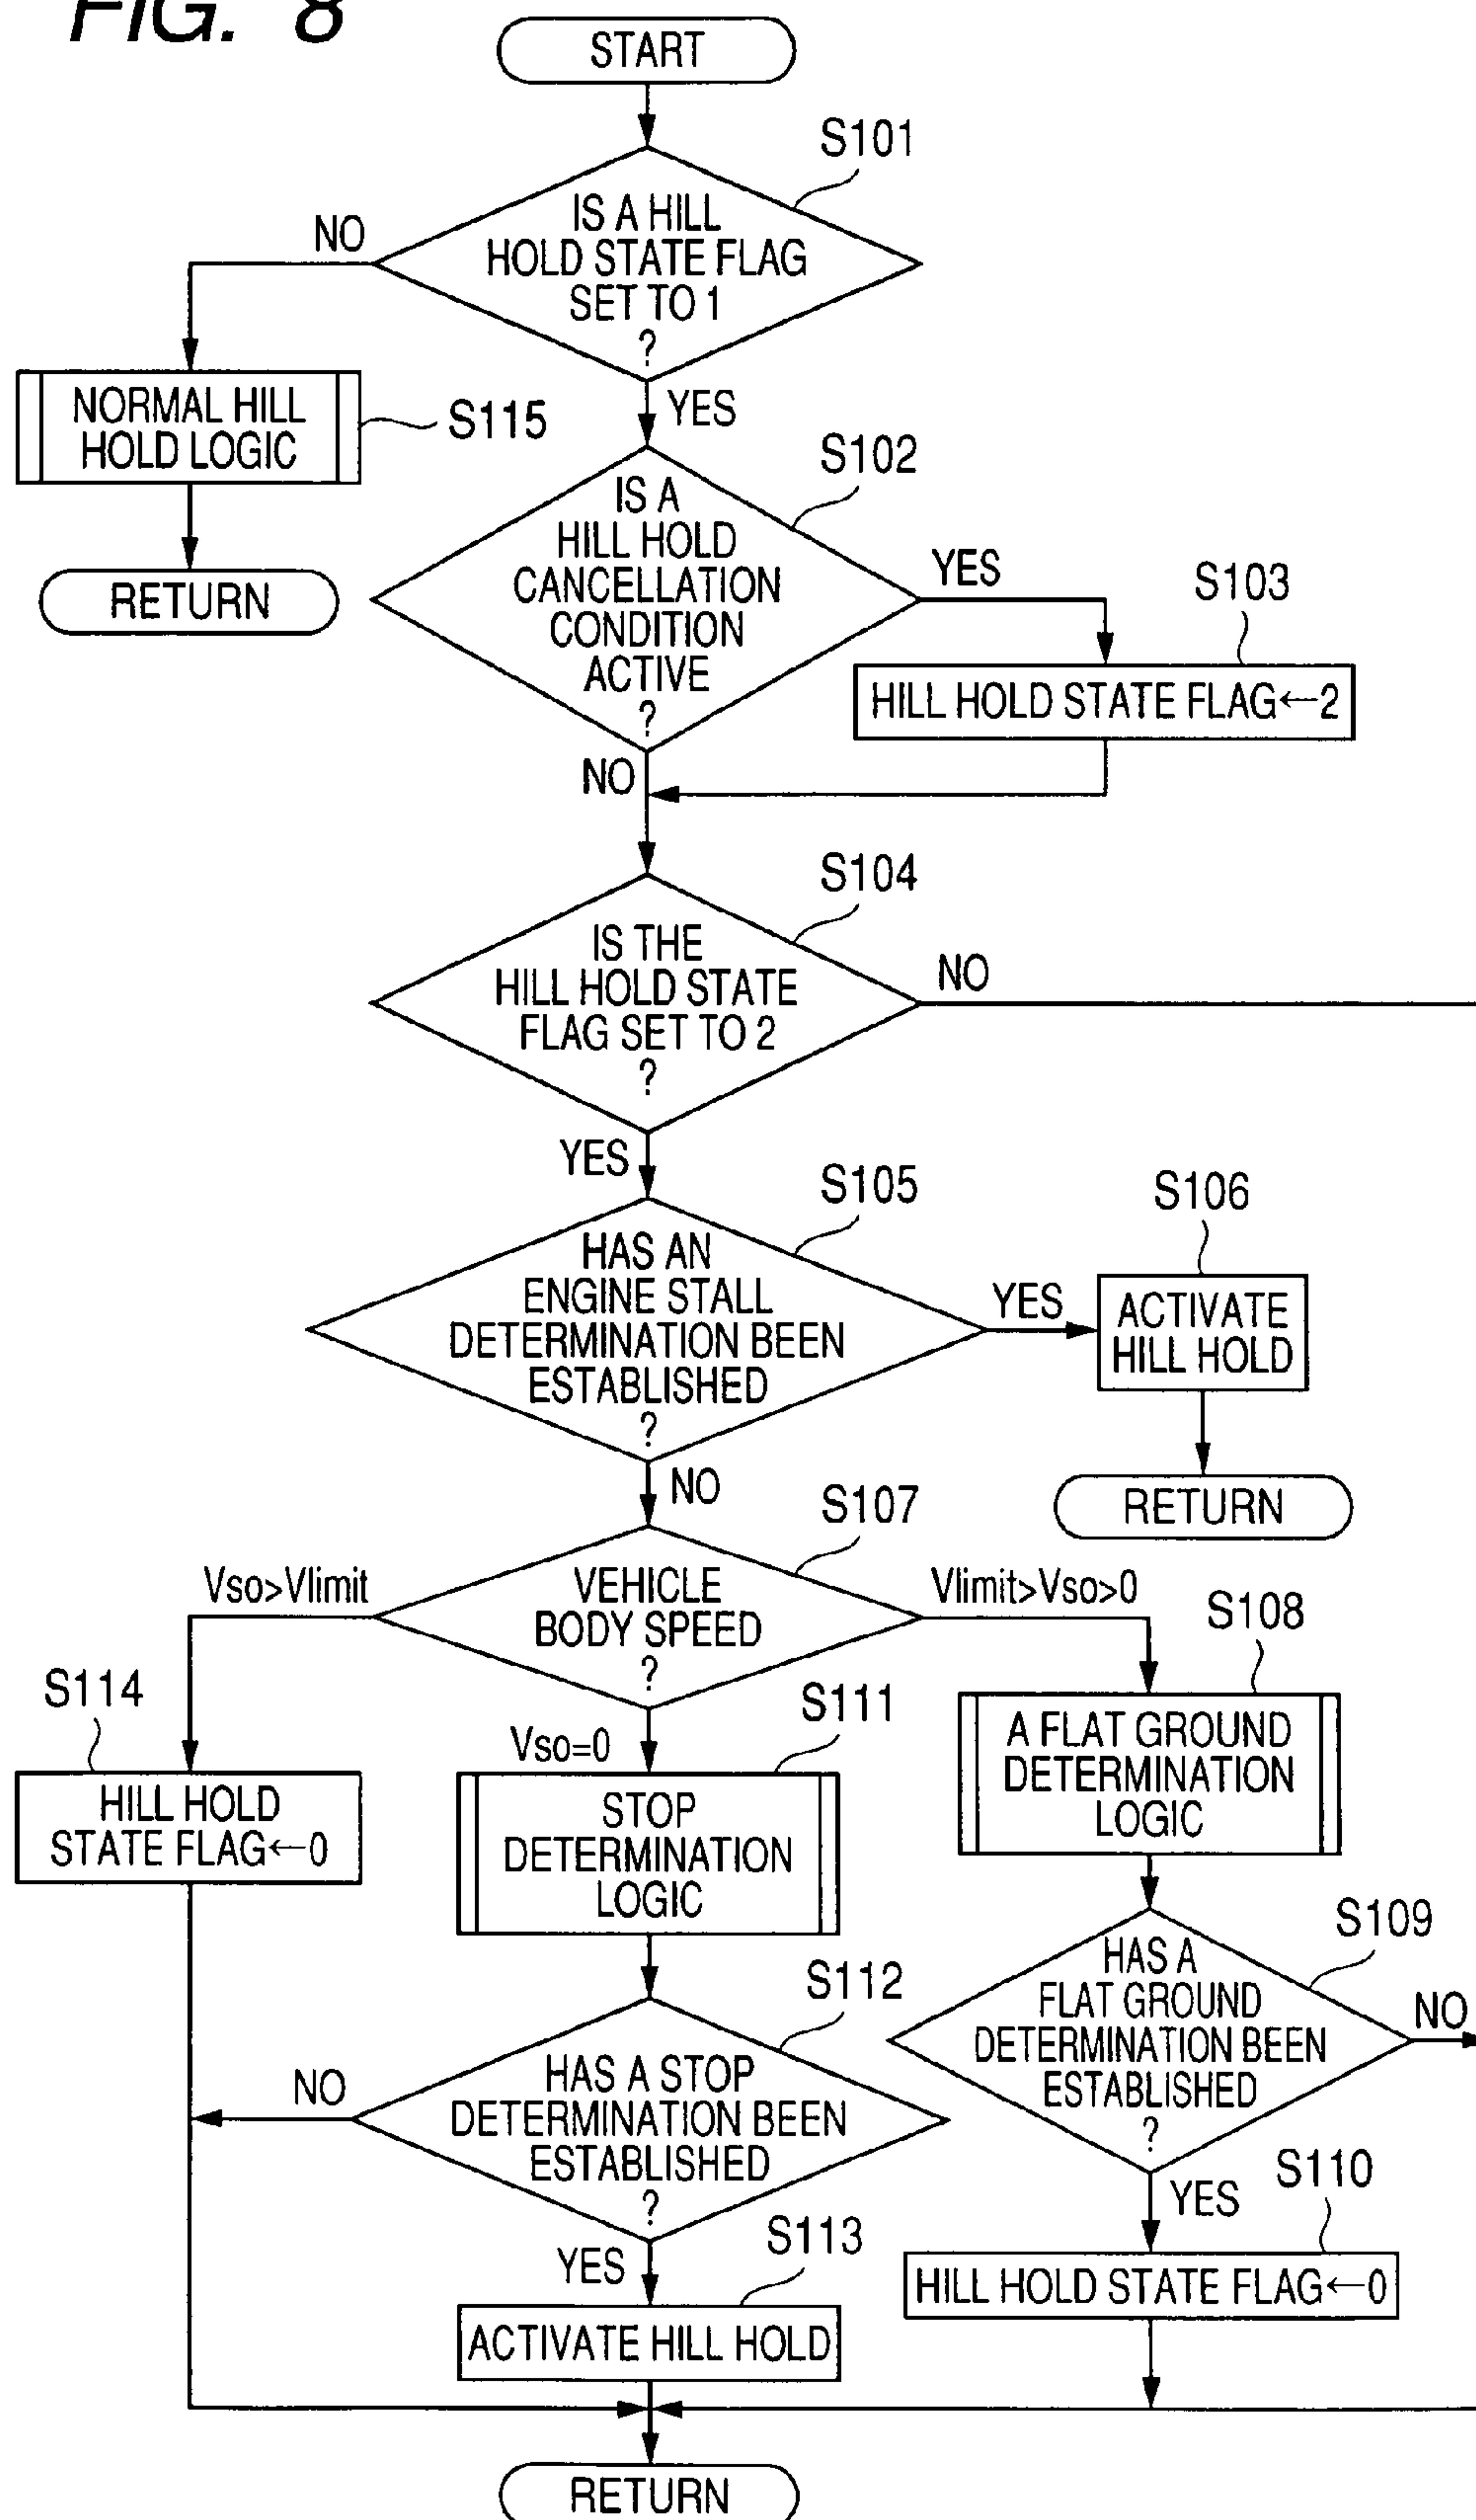 FIG. 8
START
S101
IS A HILL
HOLD STATE FLAG
SET TO 1
?
NO
YES
NORMAL HILL
HOLD LOGIC
S115
RETURN
S102
IS A
HILL HOLD
CANCELLATION
CONDITION
ACTIVE
?
YES
S103
HILL HOLD STATE FLAG←2
NO
S104
IS THE
HILL HOLD STATE
FLAG SET TO 2
?
NO
YES
S105
HAS AN
ENGINE STALL
DETERMINATION BEEN
ESTABLISHED
?
YES
S106
ACTIVATE
HILL HOLD
RETURN
NO
S107
VEHICLE
BODY SPEED
?
Vso>Vlimit
Vlimit>Vso>0
Vso=0
S114
HILL HOLD
STATE FLAG←0
S111
STOP
DETERMINATION
LOGIC
S108
A FLAT GROUND
DETERMINATION
LOGIC
S109
HAS A
FLAT GROUND
DETERMINATION BEEN
ESTABLISHED
?
NO
YES
S110
HILL HOLD STATE FLAG←0
S112
HAS A STOP
DETERMINATION BEEN
ESTABLISHED
?
NO
YES
S113
ACTIVATE HILL HOLD
RETURN